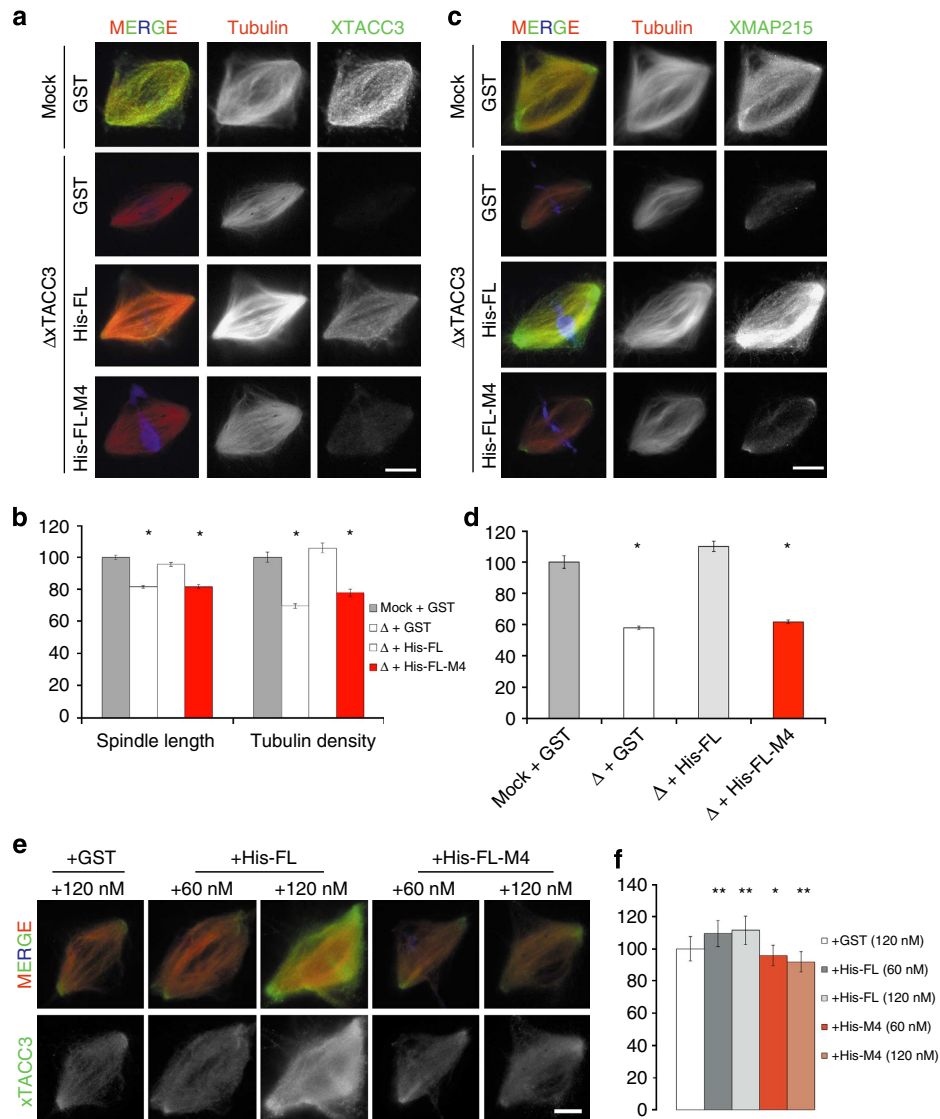 a
MERGE Tubulin XTACC3
Mock
GST
ΔxTACC3
GST
His-FL
His-FL-M4
c
MERGE Tubulin XMAP215
Mock
GST
ΔxTACC3
GST
His-FL
His-FL-M4
b
120
100
80
60
40
20
0
* * * *
Spindle length Tubulin density
Mock + GST
Δ + GST
Δ + His-FL
Δ + His-FL-M4
d
120
100
80
60
40
20
0
* *
Mock + GST
Δ + GST
Δ + His-FL
Δ + His-FL-M4
e
+GST +His-FL +His-FL-M4
+120 nM +60 nM +120 nM +60 nM +120 nM
MERGE
xTACC3
f
140
120
100
80
60
40
20
0
** ** * **
+GST (120 nM)
+His-FL (60 nM)
+His-FL (120 nM)
+His-M4 (60 nM)
+His-M4 (120 nM)